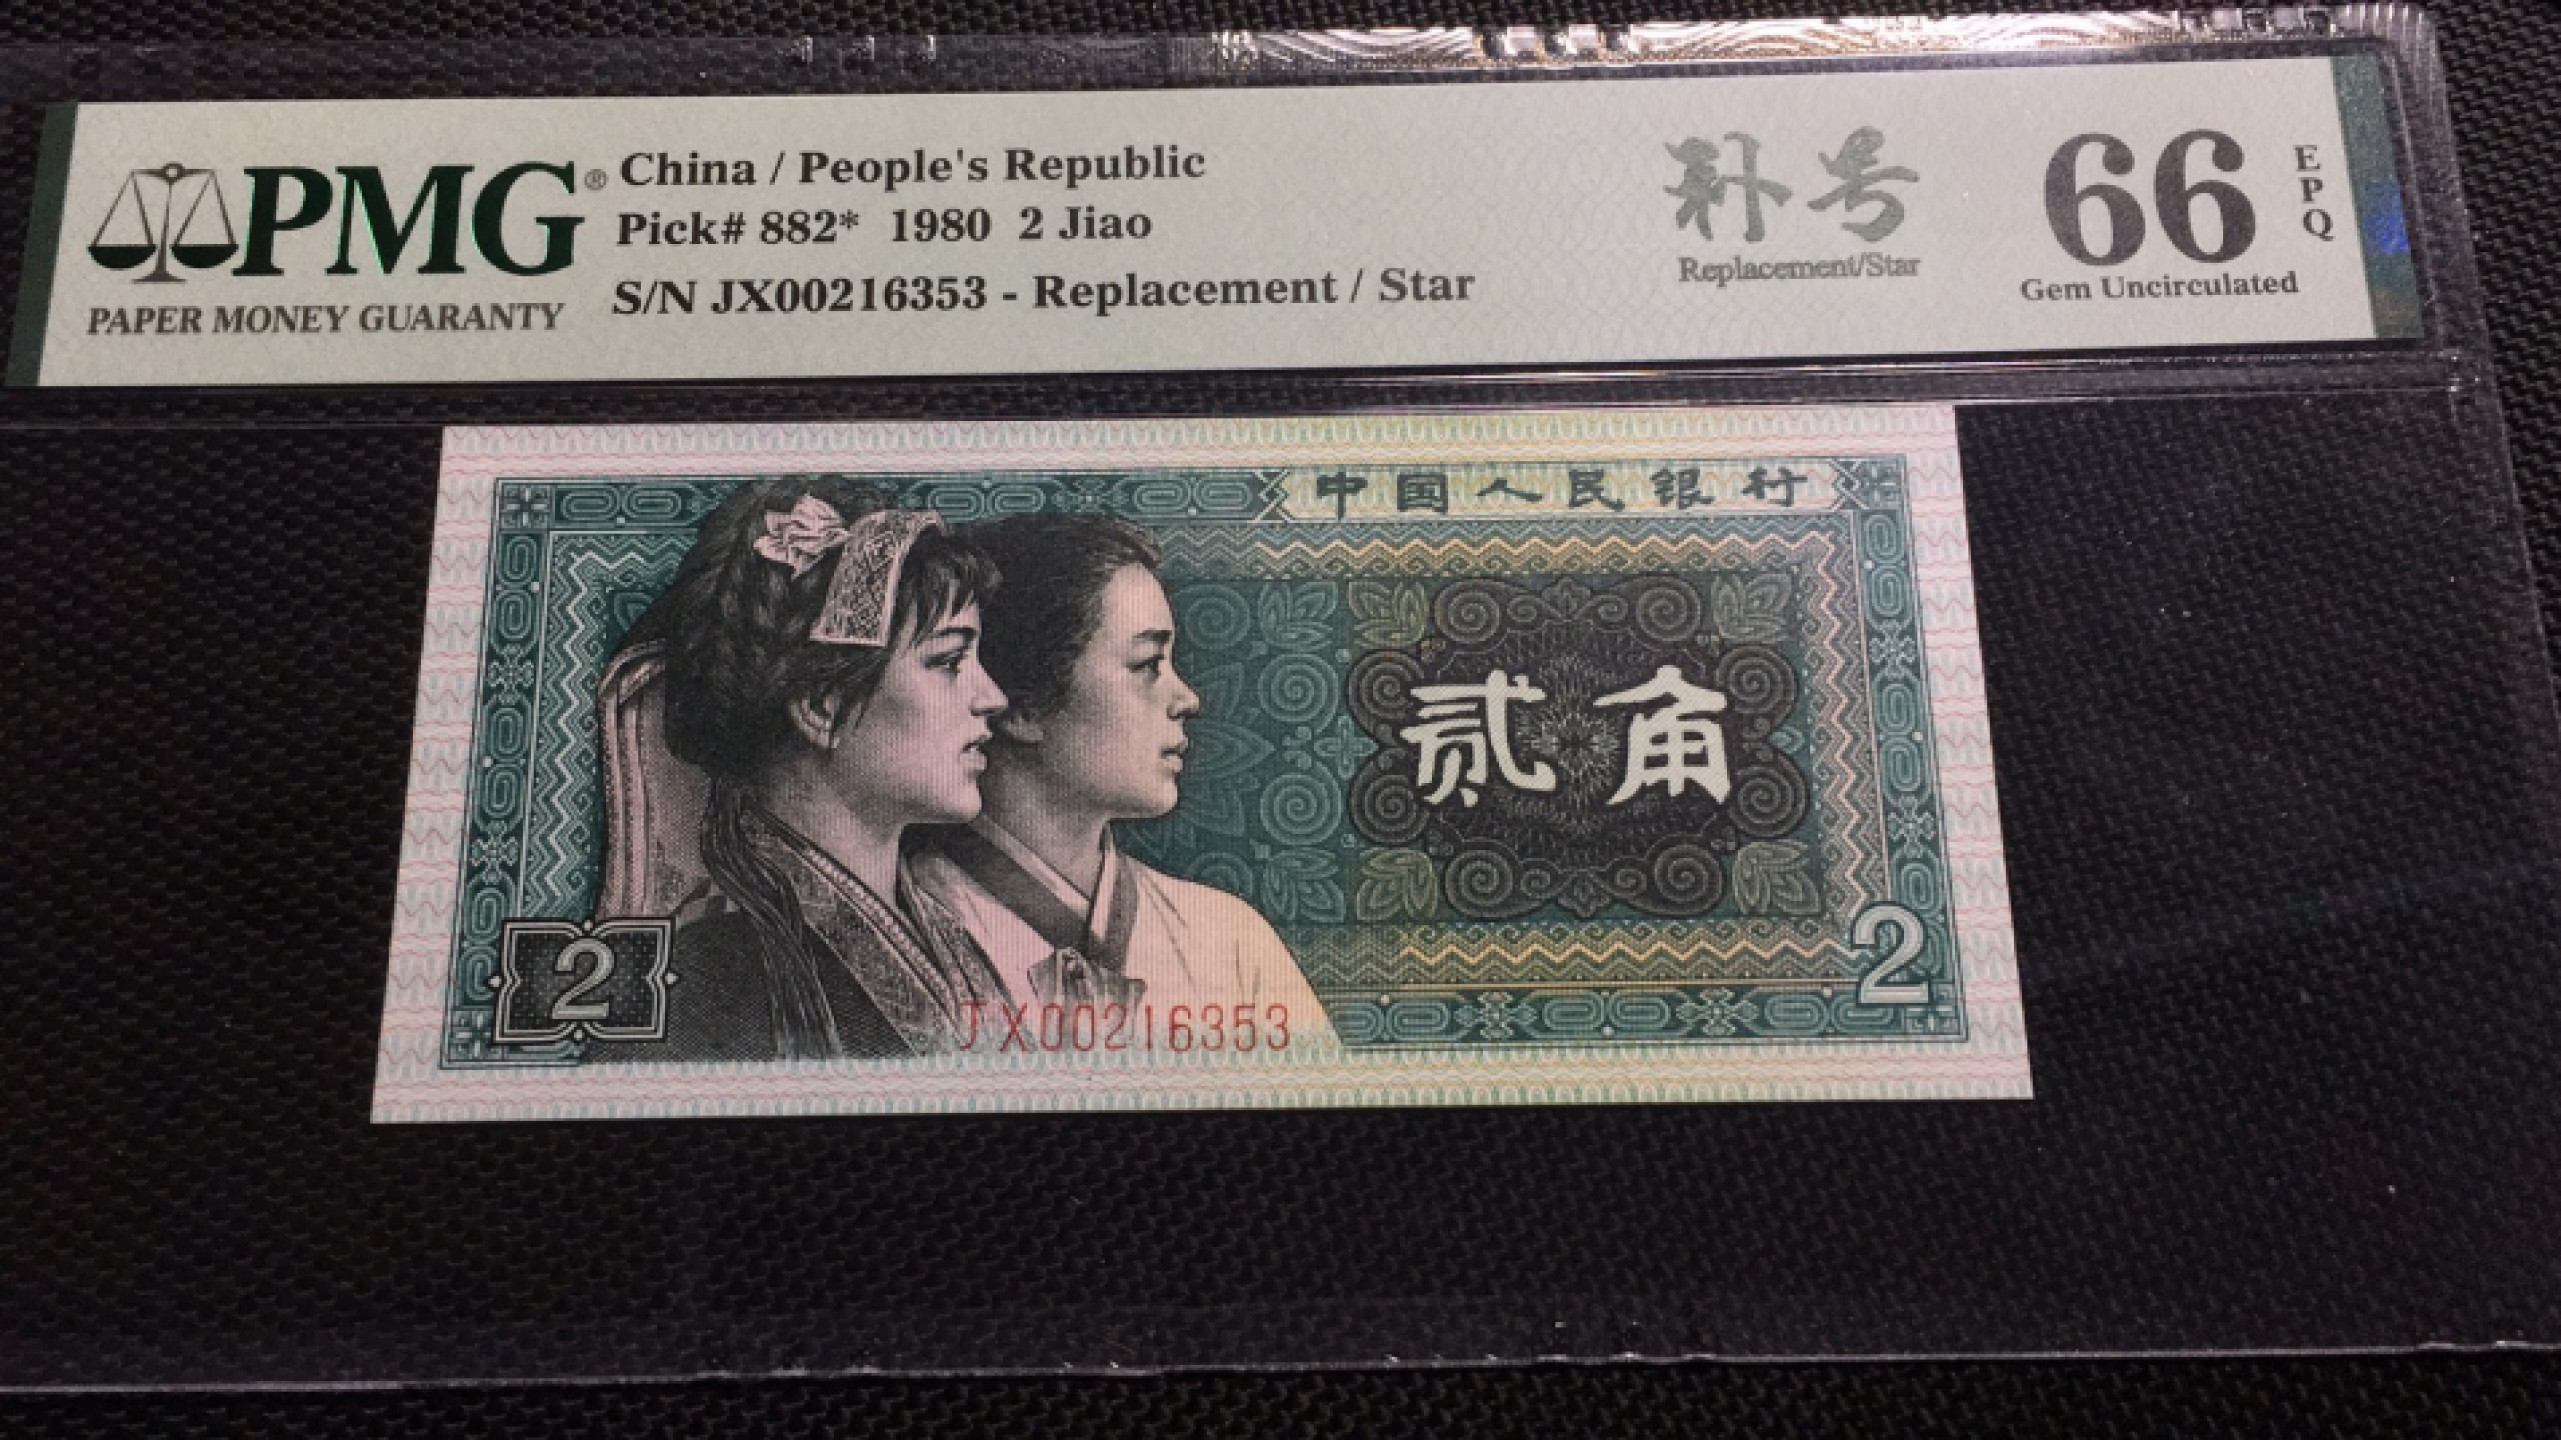 PMG®
PAPER MONEY GUARANTY
China / People's Republic
Pick# 882* 1980 2 Jiao
S/N JX00216353 - Replacement / Star
补号
Replacement/Star
66
EPQ
Gem Uncirculated
中国人民银行
贰角
2
2
JX00216353